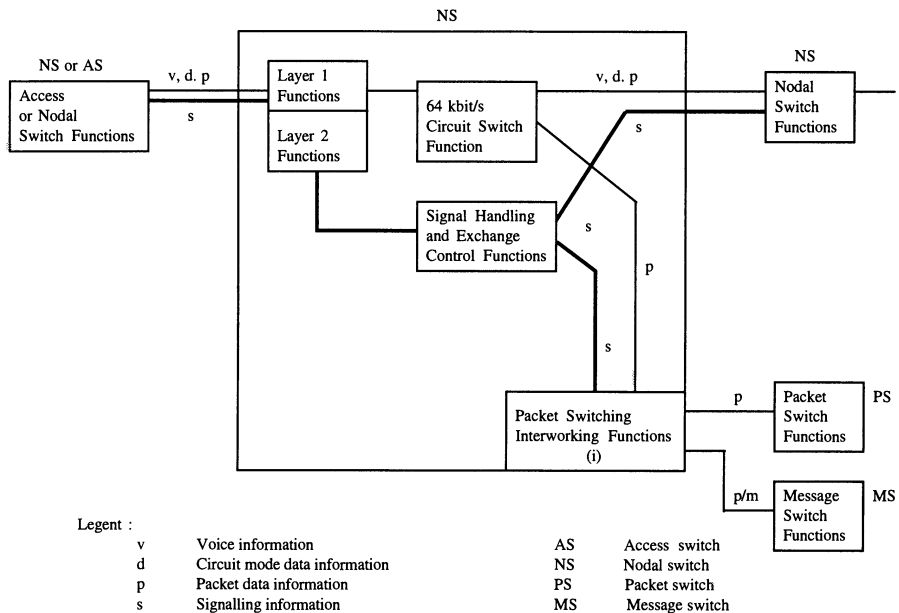 NS
NS or AS
NS
v, d. p
s
Access
or Nodal
Switch Functions
Layer 1
Functions
Layer 2
Functions
64 kbit/s
Circuit Switch
Function
v, d. p
s
Nodal
Switch
Functions
Signal Handling
and Exchange
Control Functions
s
p
s
Packet Switching
Interworking Functions
(i)
p
Packet
Switch
Functions
PS
p/m
Message
Switch
Functions
MS
Legent :
v Voice information
d Circuit mode data information
p Packet data information
s Signalling information
AS Access switch
NS Nodal switch
PS Packet switch
MS Message switch